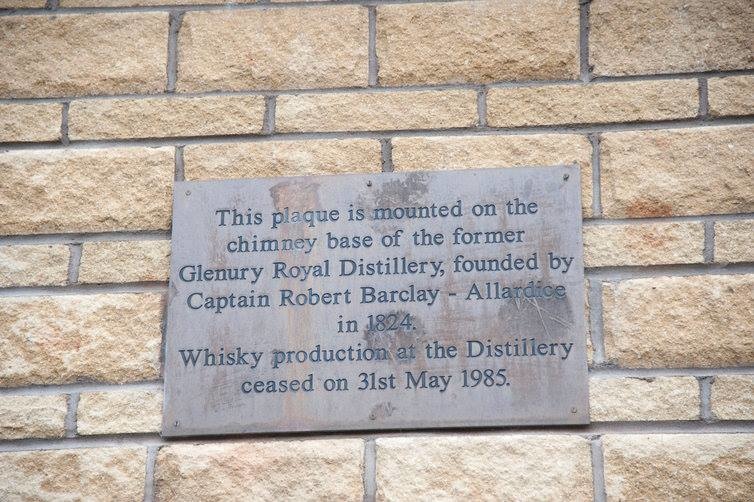 This plaque is mounted on the
chimney base of the former
Glenury Royal Distillery, founded by
Captain Robert Barclay - Allardice
in 1824.
Whisky production at the Distillery
ceased on 31st May 1985.